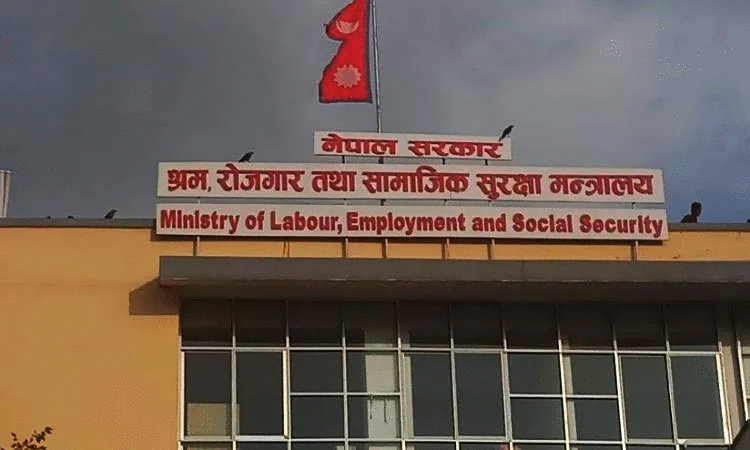 नेपाल सरकार
श्रम, रोजगार तथा सामाजिक सुरक्षा मन्त्रालय
Ministry of Labour, Employment and Social Security